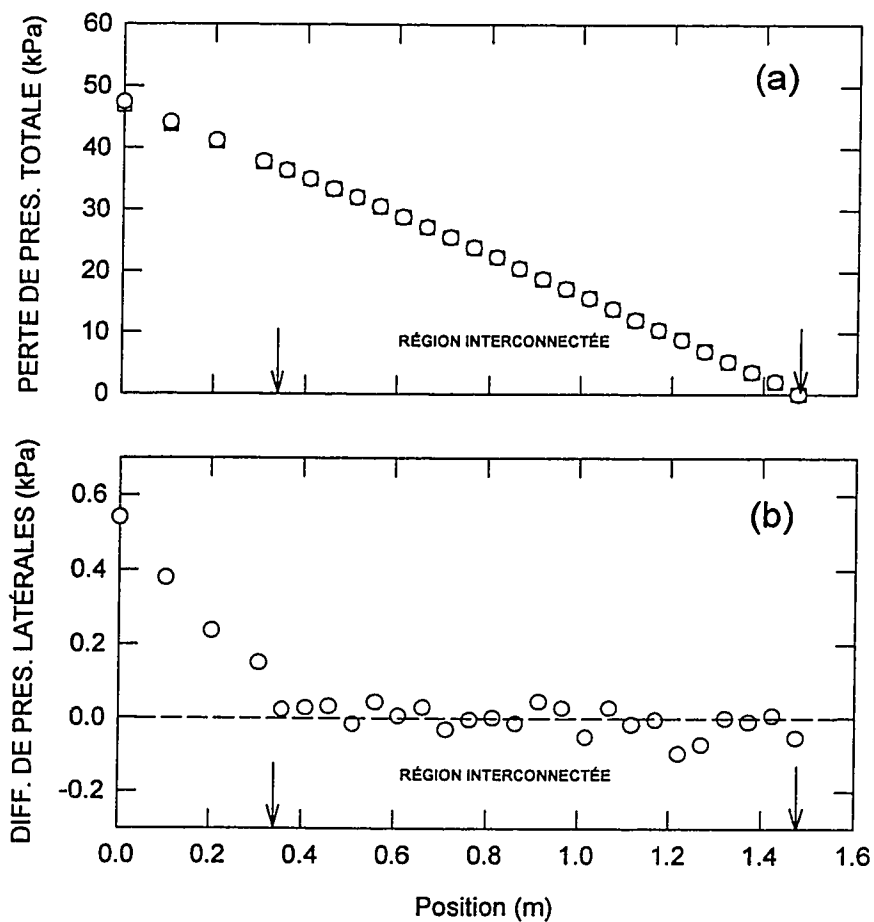 PERTE DE PRES. TOTALE (kPa)
60
50
40
30
20
10
0
(a)
RÉGION INTERCONNECTÉE
DIFF. DE PRES. LATÉRALES (kPa)
0.6
0.4
0.2
0.0
-0.2
(b)
RÉGION INTERCONNECTÉE
0.0 0.2 0.4 0.6 0.8 1.0 1.2 1.4 1.6
Position (m)